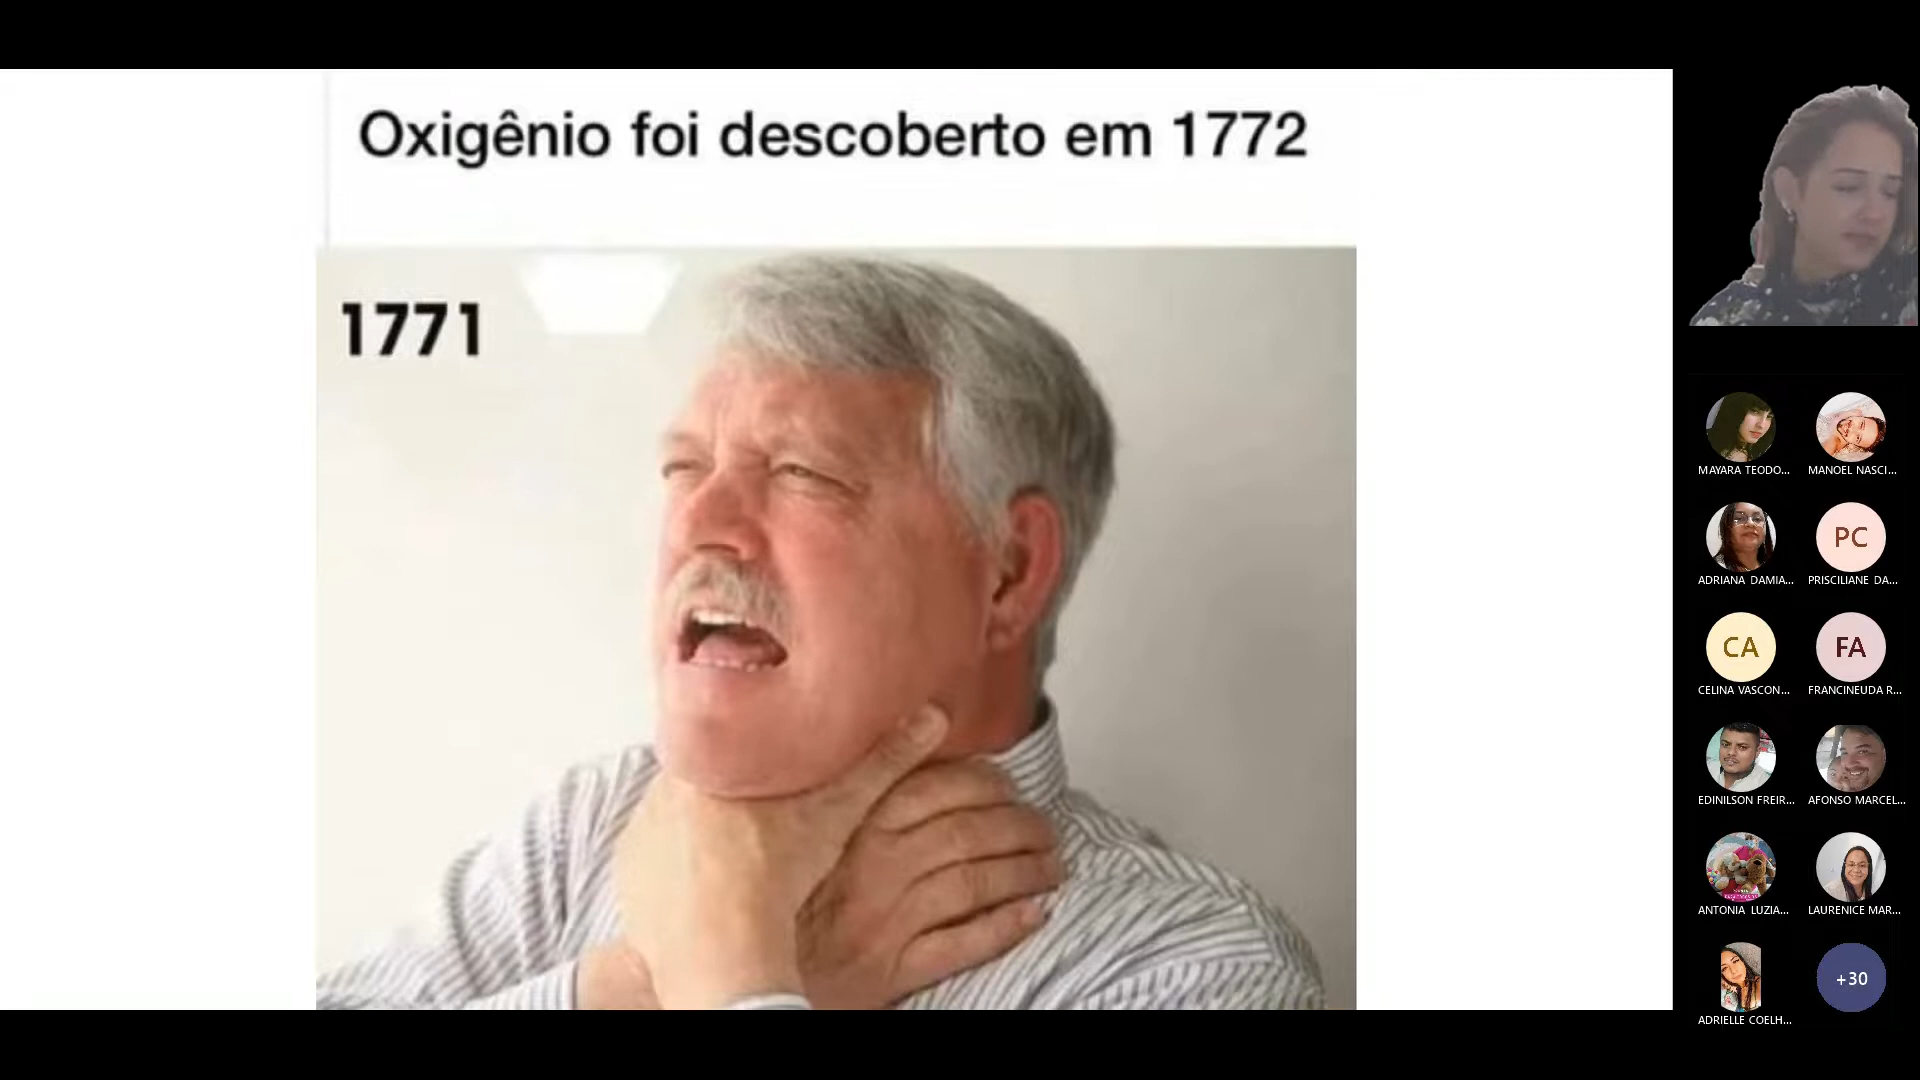 Oxigênio foi descoberto em 1772
1771
MAYARA TEODO...
MANOEL NASCI...
ADRIANA DAMIA...
PC
PRISCILIANE DA...
CA
CELINA VASCON...
FA
FRANCINEUDA R...
EDINILSON FREIR...
AFONSO MARCEL...
ANTONIA LUZIA...
LAURENICE MAR...
ADRIELLE COELH...
+30